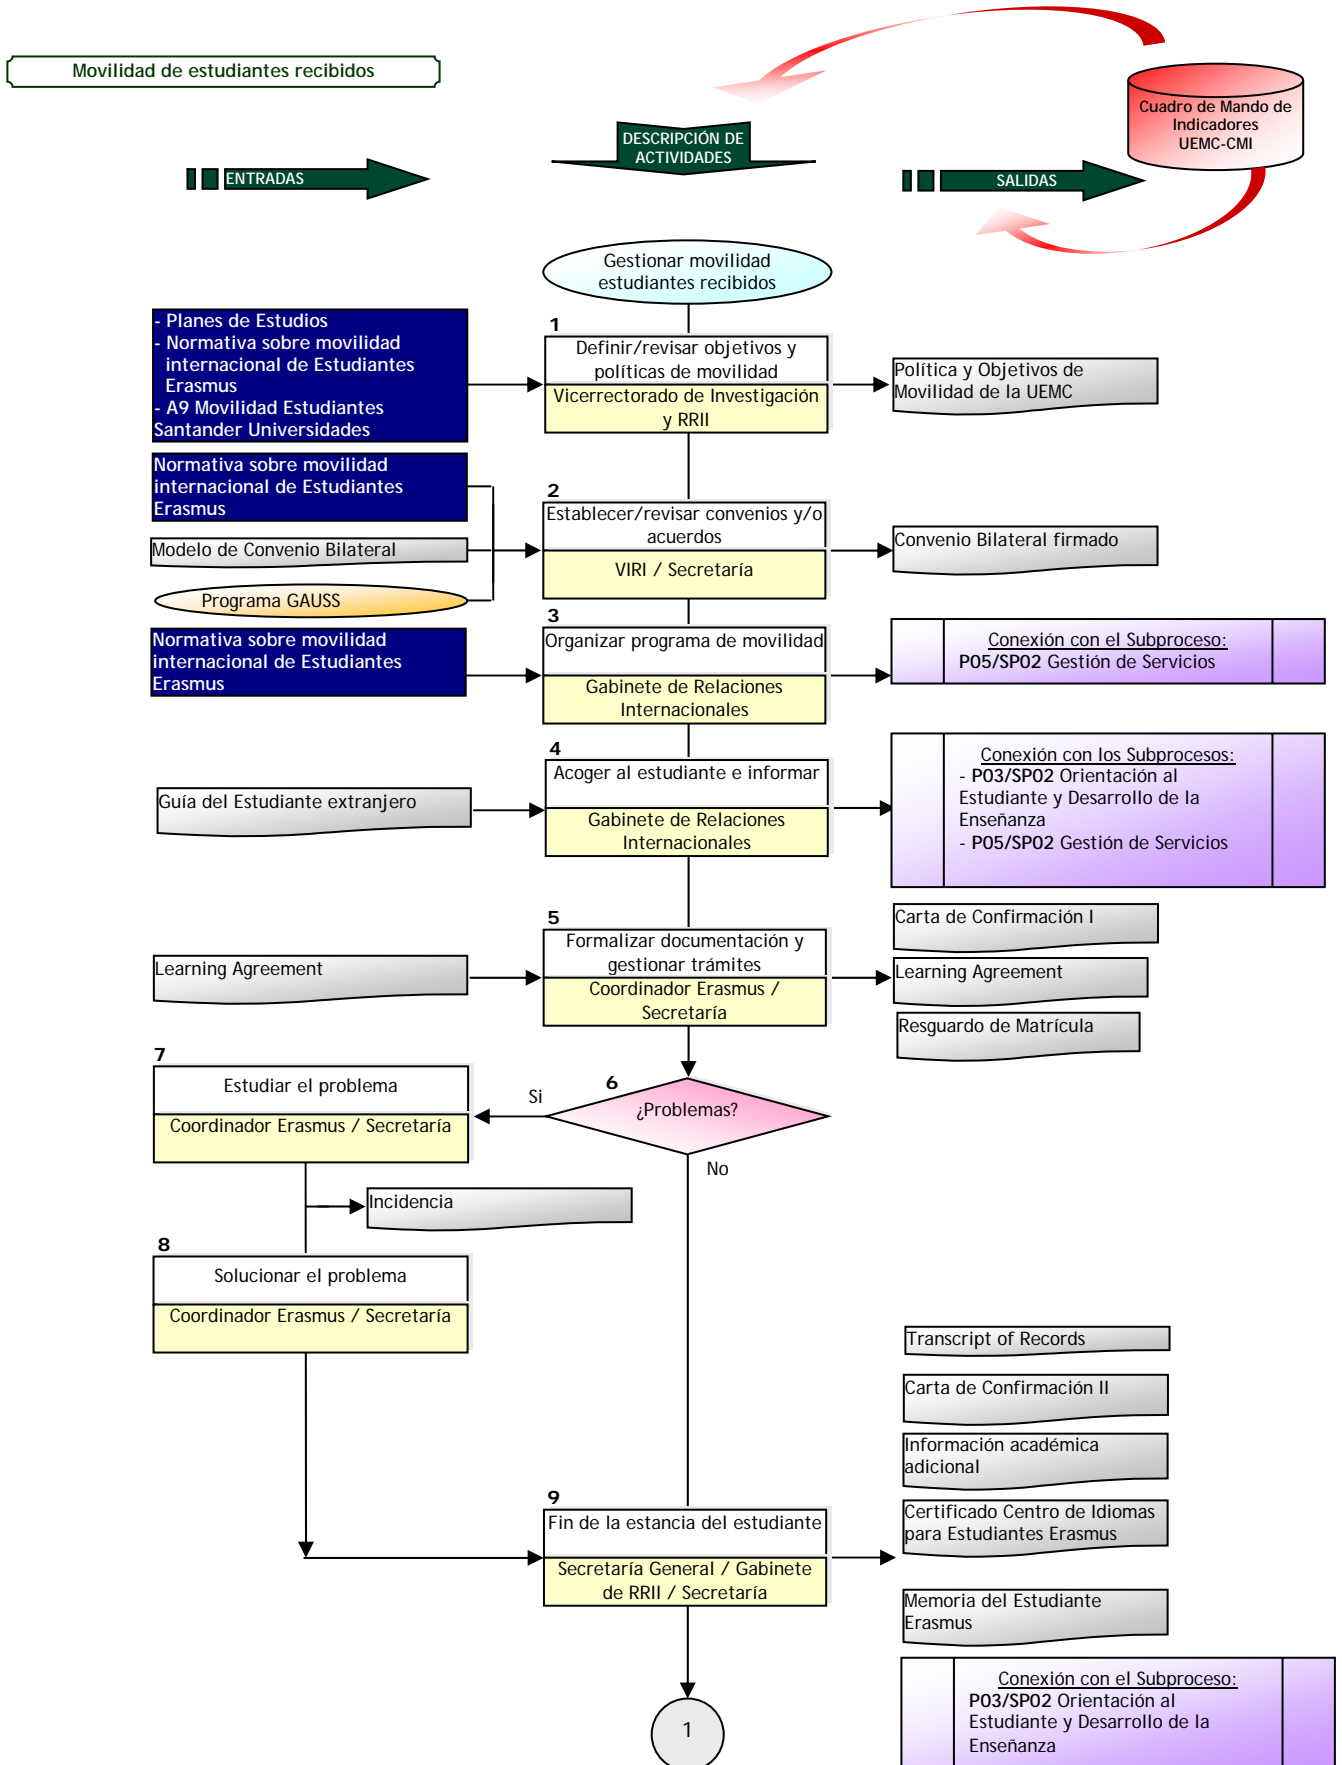 Movilidad de estudiantes recibidos
Cuadro de Mando de
Indicadores
UEMC-CMI
DESCRIPCIÓN DE
ACTIVIDADES
ENTRADAS
SALIDAS
Gestionar movilidad
estudiantes recibidos
- Planes de Estudios
- Normativa sobre movilidad
internacional de Estudiantes
Erasmus
- A9 Movilidad Estudiantes
Santander Universidades
1
Definir/revisar objetivos y
políticas de movilidad
Vicerrectorado de Investigación
y RRII
Política y Objetivos de
Movilidad de la UEMC
Normativa sobre movilidad
internacional de Estudiantes
Erasmus
Modelo de Convenio Bilateral
Programa GAUSS
2
Establecer/revisar convenios y/o
acuerdos
VIRI / Secretaría
Convenio Bilateral firmado
Normativa sobre movilidad
internacional de Estudiantes
Erasmus
3
Organizar programa de movilidad
Gabinete de Relaciones
Internacionales
Conexión con el Subproceso:
P05/SP02 Gestión de Servicios
Guía del Estudiante extranjero
4
Acoger al estudiante e informar
Gabinete de Relaciones
Internacionales
Conexión con los Subprocesos:
- P03/SP02 Orientación al
Estudiante y Desarrollo de la
Enseñanza
- P05/SP02 Gestión de Servicios
Learning Agreement
5
Formalizar documentación y
gestionar trámites
Coordinador Erasmus /
Secretaría
Carta de Confirmación I
Learning Agreement
Resguardo de Matrícula
6
¿Problemas?
Si
No
7
Estudiar el problema
Coordinador Erasmus / Secretaría
Incidencia
8
Solucionar el problema
Coordinador Erasmus / Secretaría
9
Fin de la estancia del estudiante
Secretaría General / Gabinete
de RRII / Secretaría
Transcript of Records
Carta de Confirmación II
Información académica
adicional
Certificado Centro de Idiomas
para Estudiantes Erasmus
Memoria del Estudiante
Erasmus
Conexión con el Subproceso:
P03/SP02 Orientación al
Estudiante y Desarrollo de la
Enseñanza
1